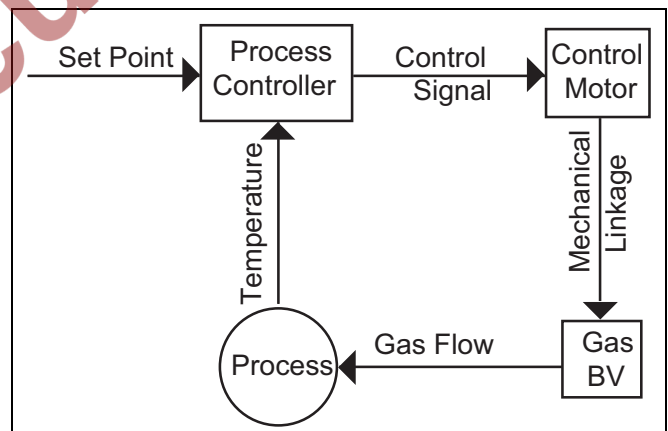 Set Point
Process
Controller
Control
Signal
Control
Motor
Mechanical
Linkage
Temperature
Process
Gas Flow
Gas
BV